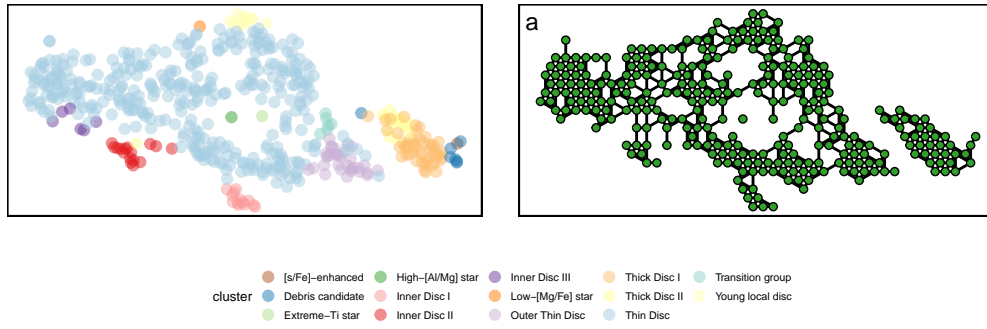 a
[s/Fe]−enhanced High−[Al/Mg] star Inner Disc III Thick Disc I Transition group
cluster Debris candidate Inner Disc I Low−[Mg/Fe] star Thick Disc II Young local disc
Extreme−Ti star Inner Disc II Outer Thin Disc Thin Disc